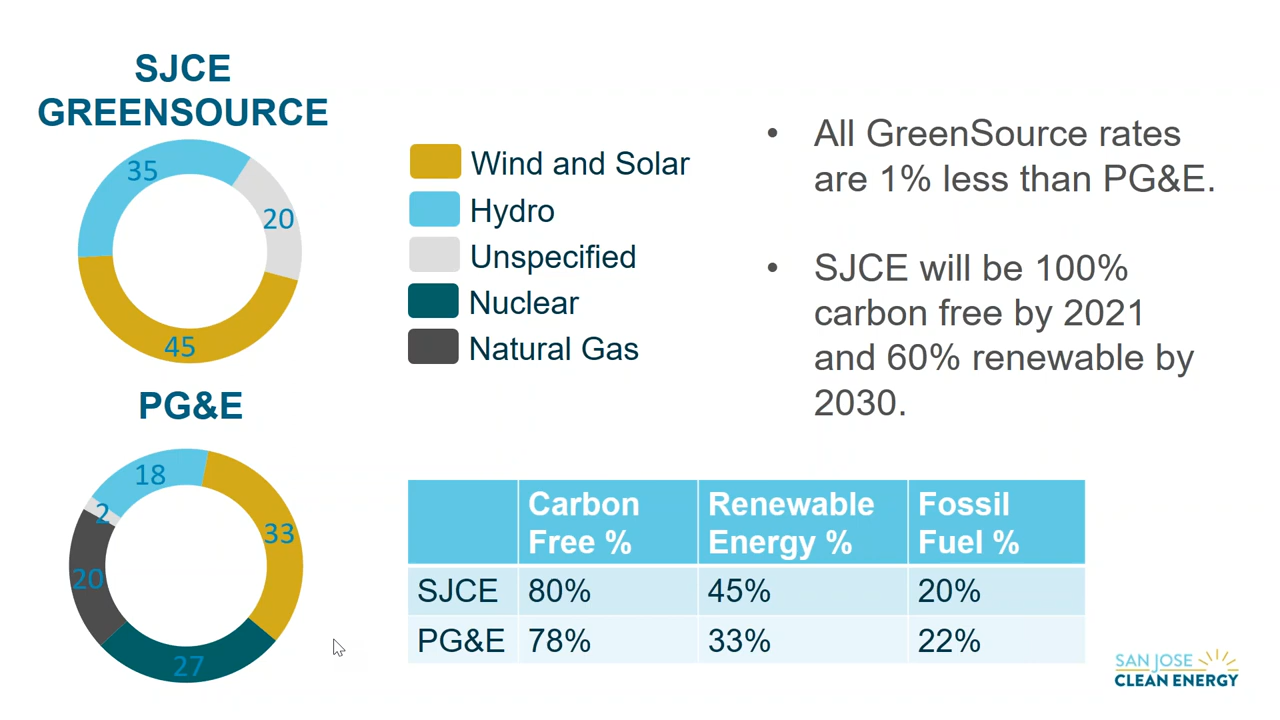 SJCE
GREENSOURCE
35
20
45
PG&E
18
2
33
20
27
Wind and Solar
Hydro
Unspecified
Nuclear
Natural Gas
• All GreenSource rates
are 1% less than PG&E.
• SJCE will be 100%
carbon free by 2021
and 60% renewable by
2030.
Carbon Free % Renewable Energy % Fossil Fuel %
SJCE 80% 45% 20%
PG&E 78% 33% 22%
SAN JOSE
CLEAN ENERGY